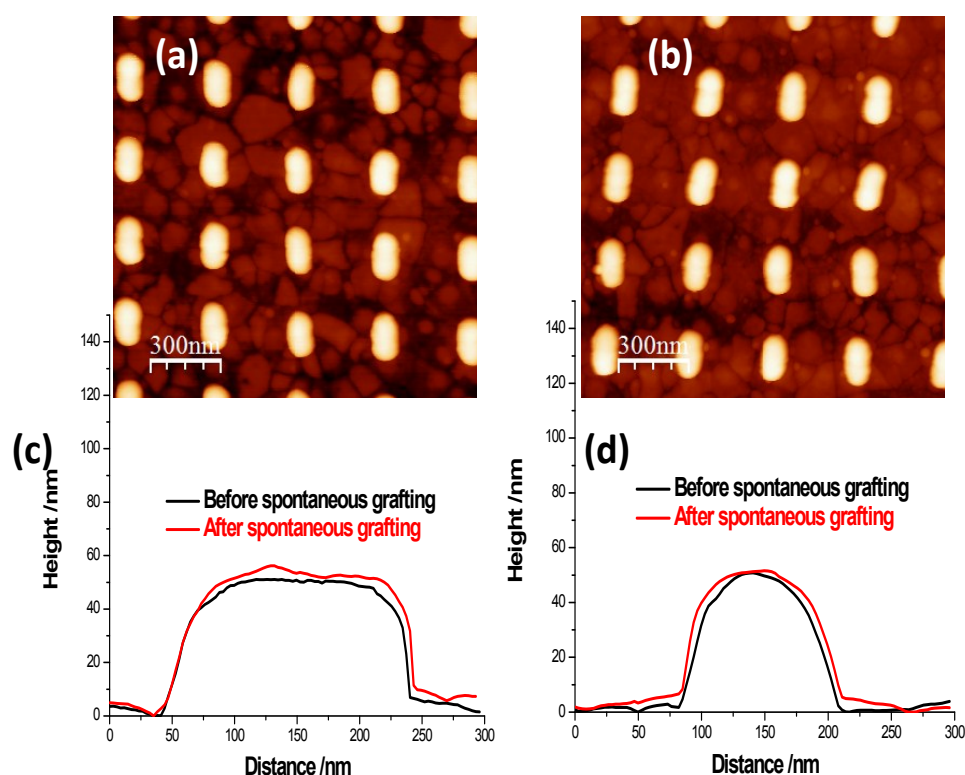 (a)
(b)
300nm
300nm
(c)
Height /nm
140
120
100
80
60
40
20
0
Before spontaneous grafting
After spontaneous grafting
0
50
100
150
200
250
300
Distance /nm
(d)
Height /nm
140
120
100
80
60
40
20
0
Before spontaneous grafting
After spontaneous grafting
0
50
100
150
200
250
300
Distance /nm